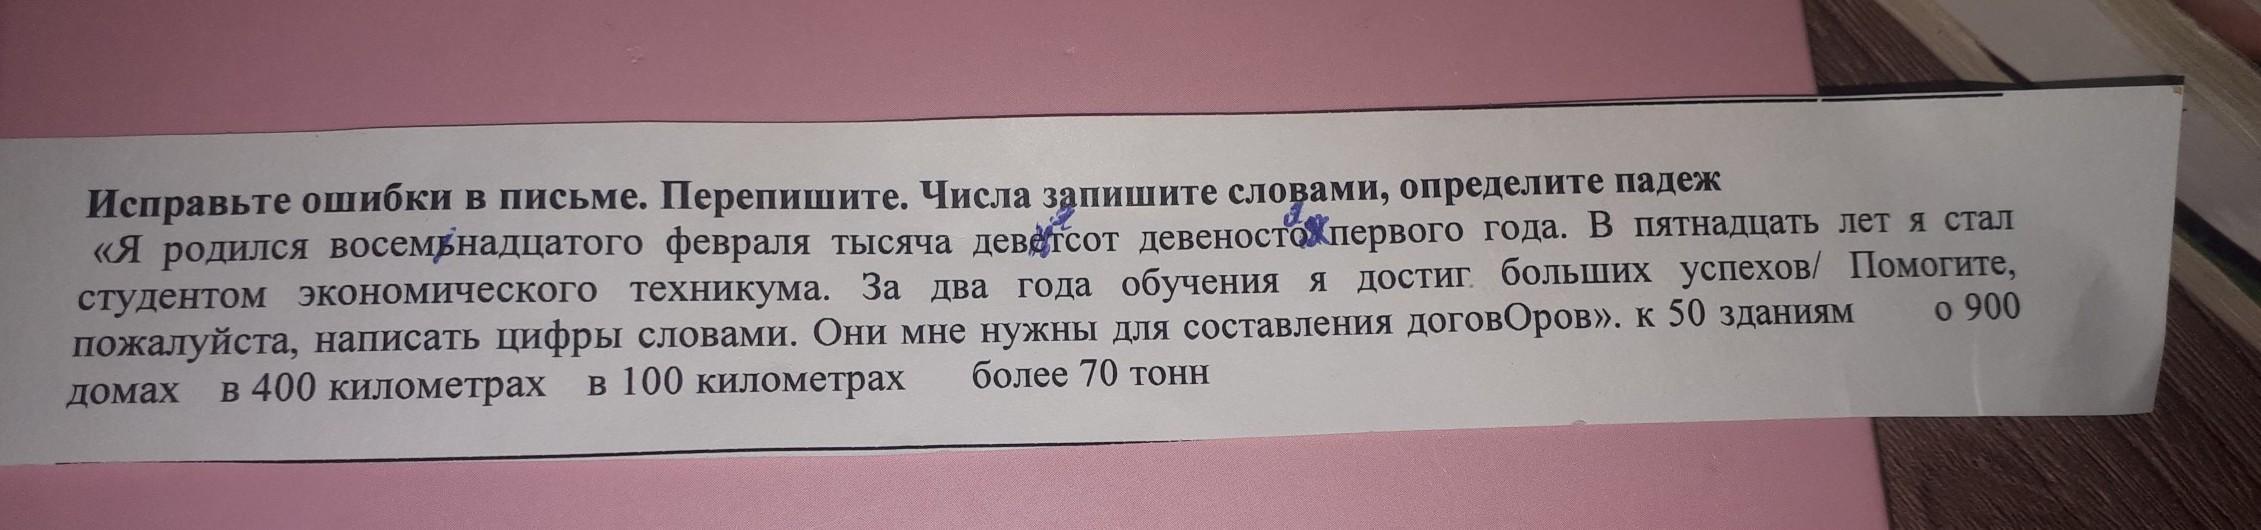 Исправьте ошибки в письме. Перепишите. Числа запишите словами, определите падеж
«Я родился восемьнадцатого февраля тысяча деветсот девеностох первого года. В пятнадцать лет я стал
студентом экономического техникума. За два года обучения я достиг больших успехов/ Помогите,
пожалуйста, написать цифры словами. Они мне нужны для составления договОров». к 50 зданиям о 900
домах в 400 километрах в 100 километрах более 70 тонн